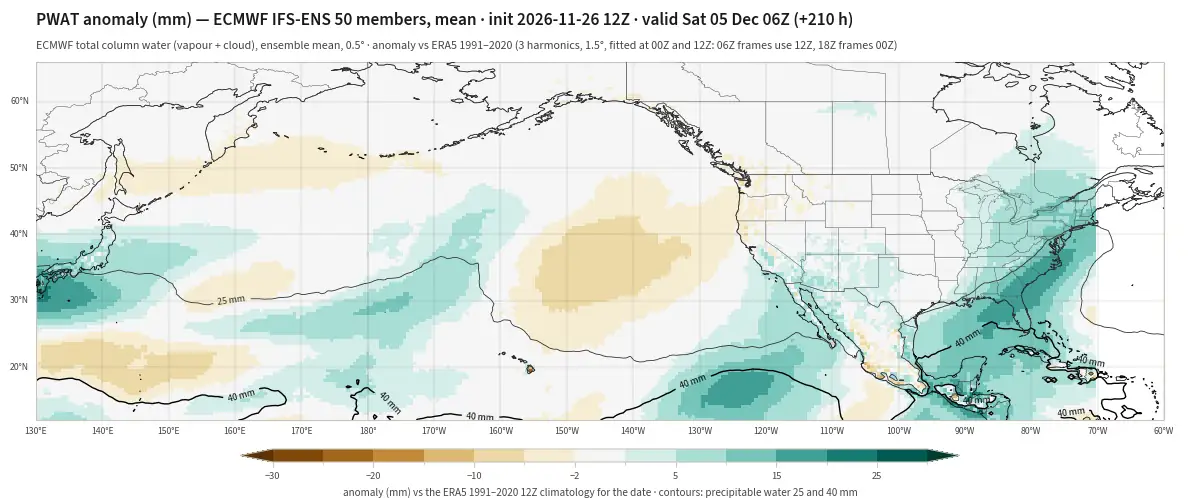 PWAT anomaly (mm) — ECMWF IFS-ENS 50 members, mean · init 2026-11-26 12Z · valid Sat 05 Dec 06Z (+210 h)
ECMWF total column water (vapour + cloud), ensemble mean, 0.5° · anomaly vs ERA5 1991–2020 (3 harmonics, 1.5°, fitted at 00Z and 12Z: 06Z frames use 12Z, 18Z frames 00Z)
60°N
50°N
40°N
30°N
20°N
25 mm
40 mm
40 mm
40 mm
40 mm
40 mm
40 mm
40 mm
40 mm
130°E 140°E 150°E 160°E 170°E 180° 170°W 160°W 150°W 140°W 130°W 120°W 110°W 100°W 90°W 80°W 70°W 60°W
−30 −20 −10 −2 5 15 25
anomaly (mm) vs the ERA5 1991–2020 12Z climatology for the date · contours: precipitable water 25 and 40 mm